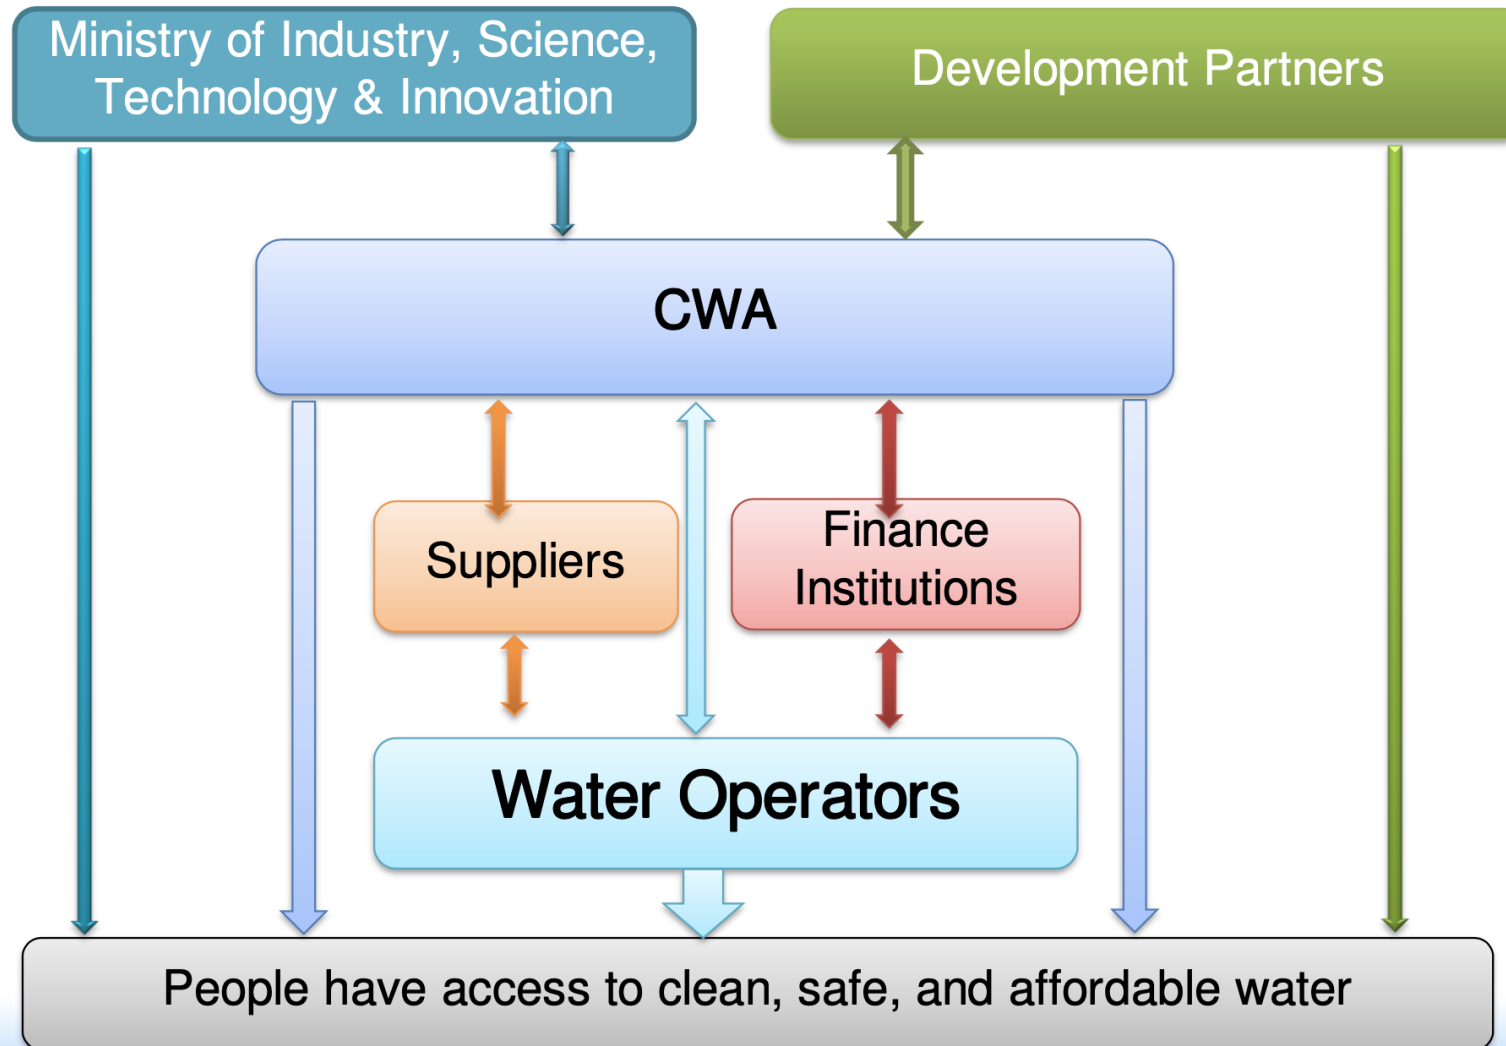 Ministry of Industry, Science,
Technology & Innovation
Development Partners
CWA
Suppliers
Finance
Institutions
Water Operators
People have access to clean, safe, and affordable water